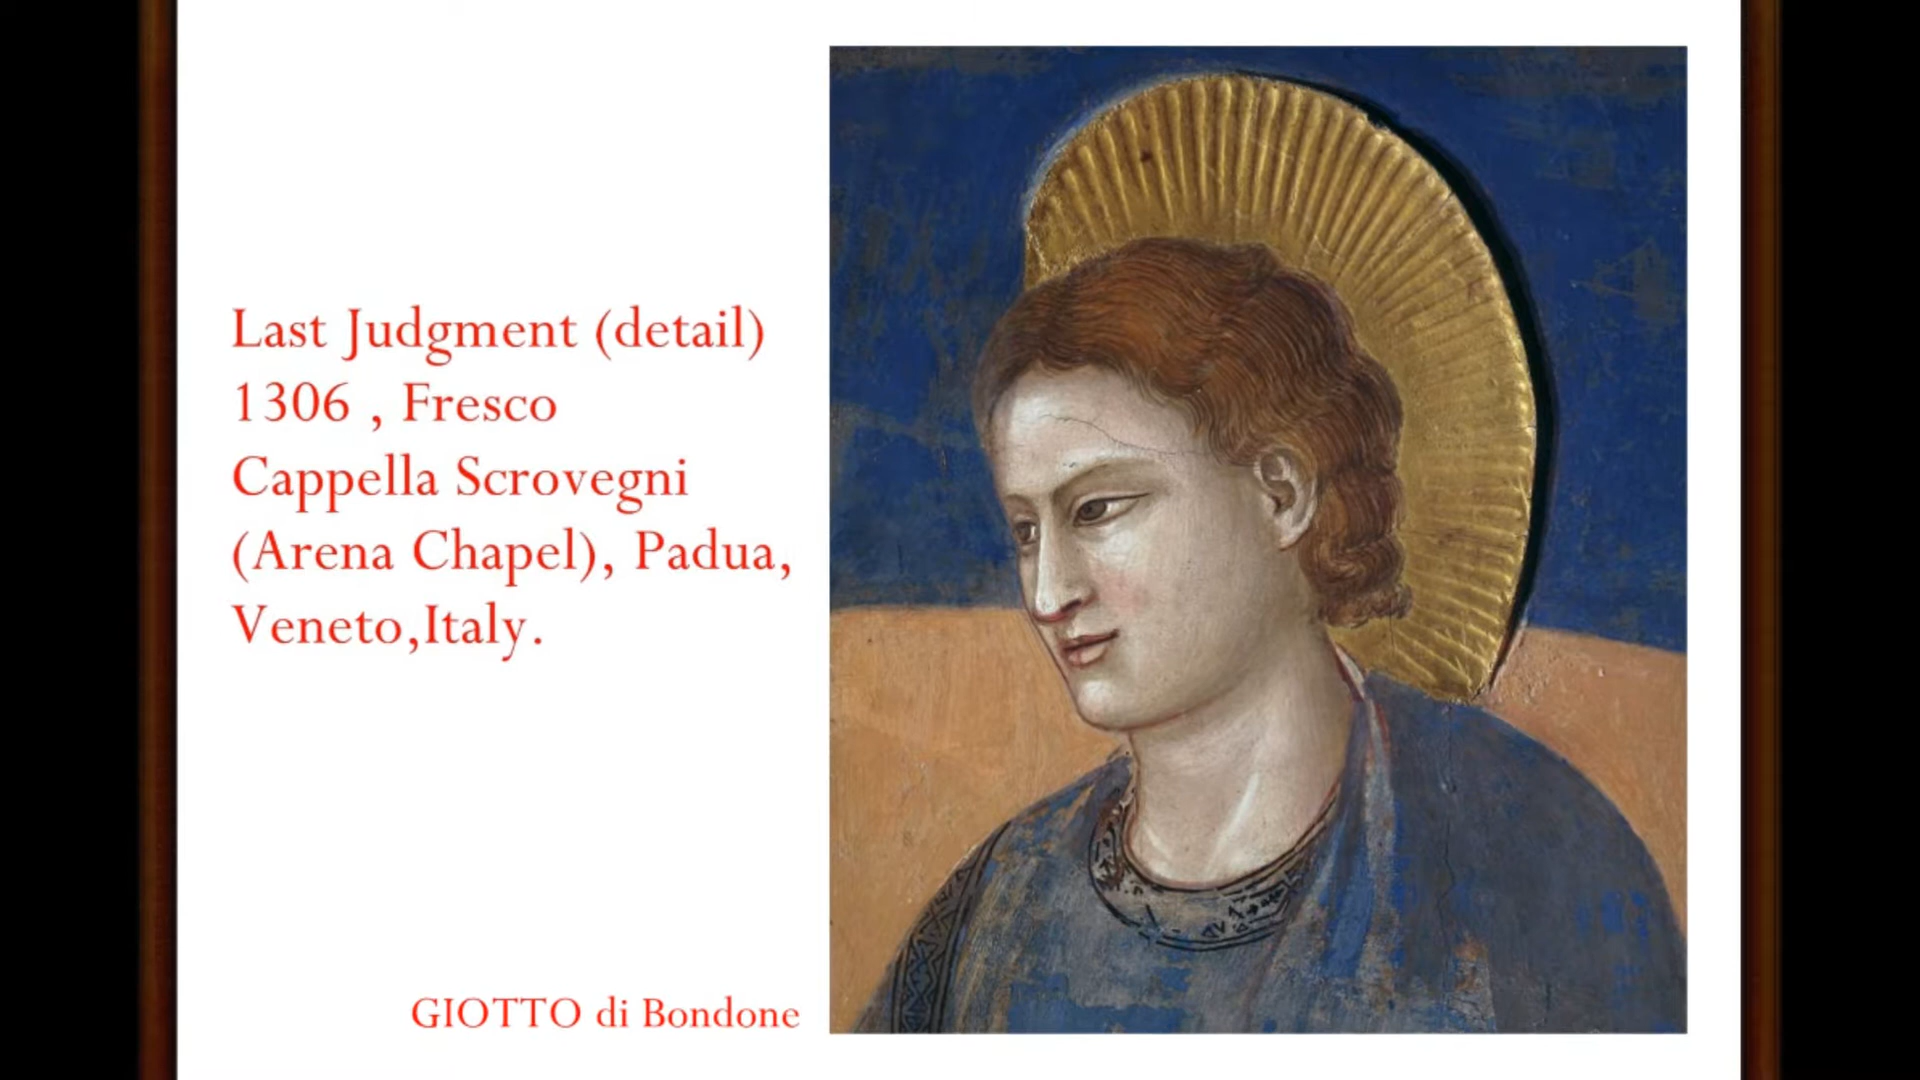 Last Judgment (detail)
1306 , Fresco
Cappella Scrovegni
(Arena Chapel), Padua,
Veneto,Italy.
GIOTTO di Bondone